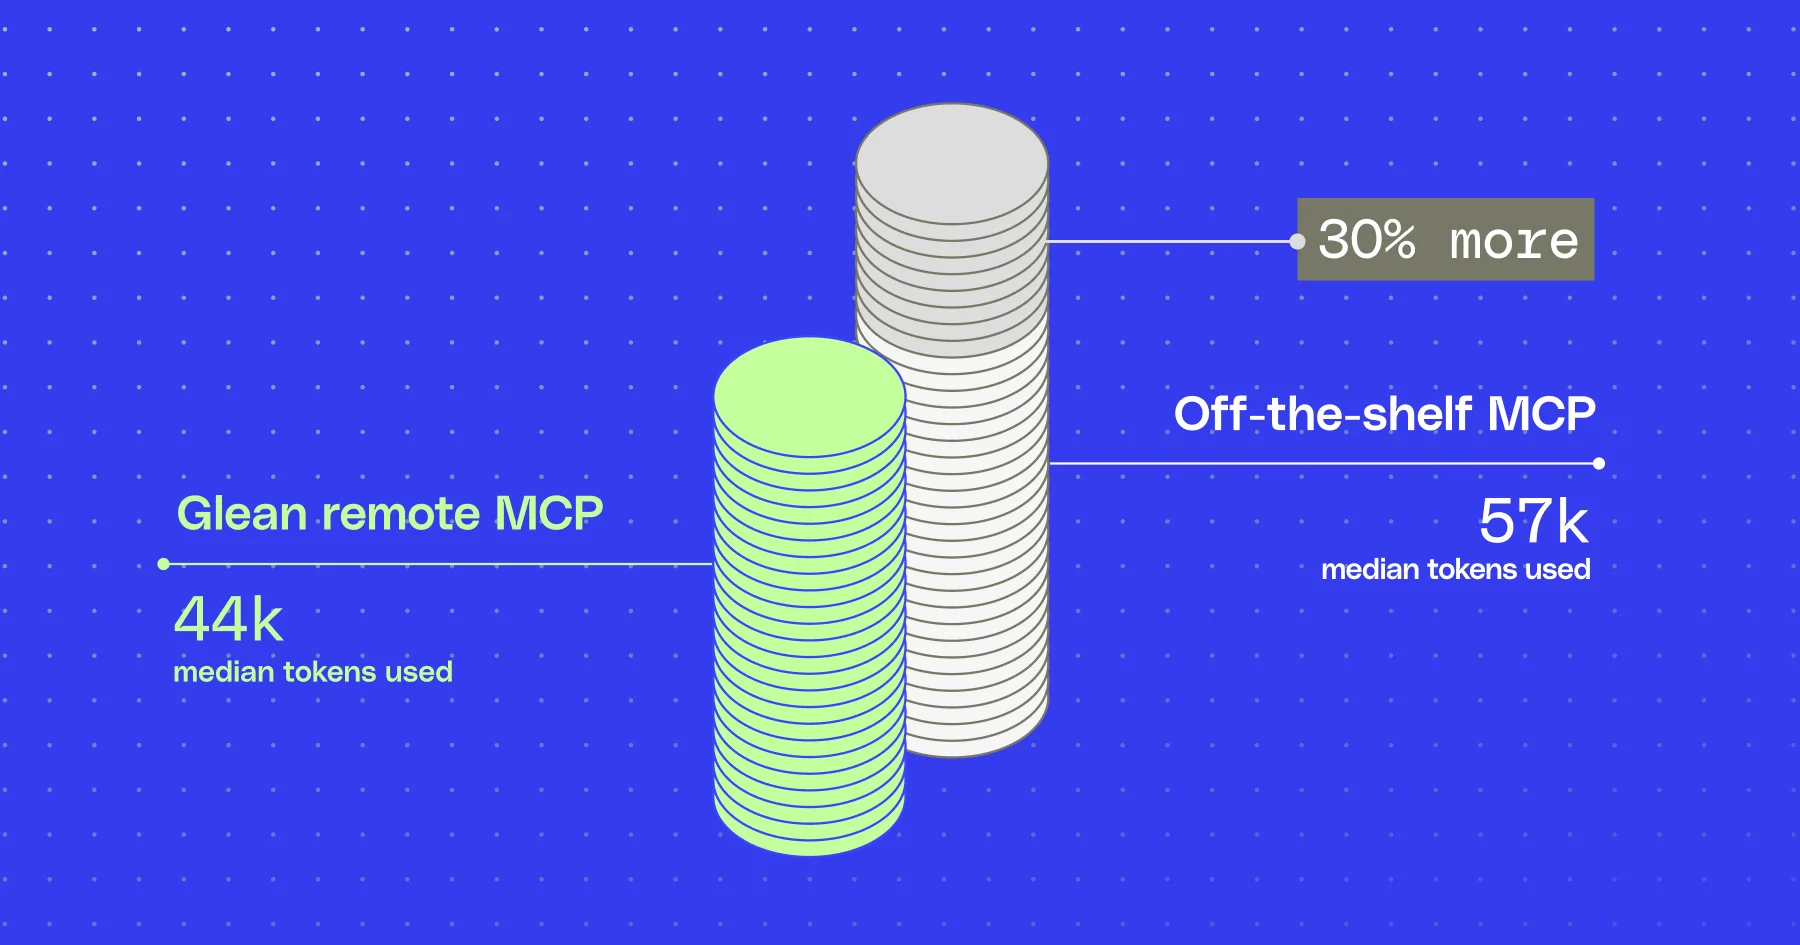 30% more
Off-the-shelf MCP
57k
median tokens used
Glean remote MCP
44k
median tokens used